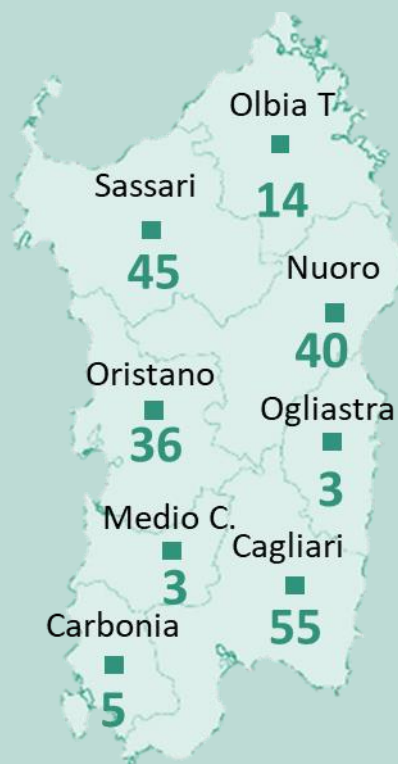 Olbia T
14
Sassari
45
Nuoro
40
Oristano
36
Ogliastra
3
Medio C.
3
Cagliari
55
Carbonia
5